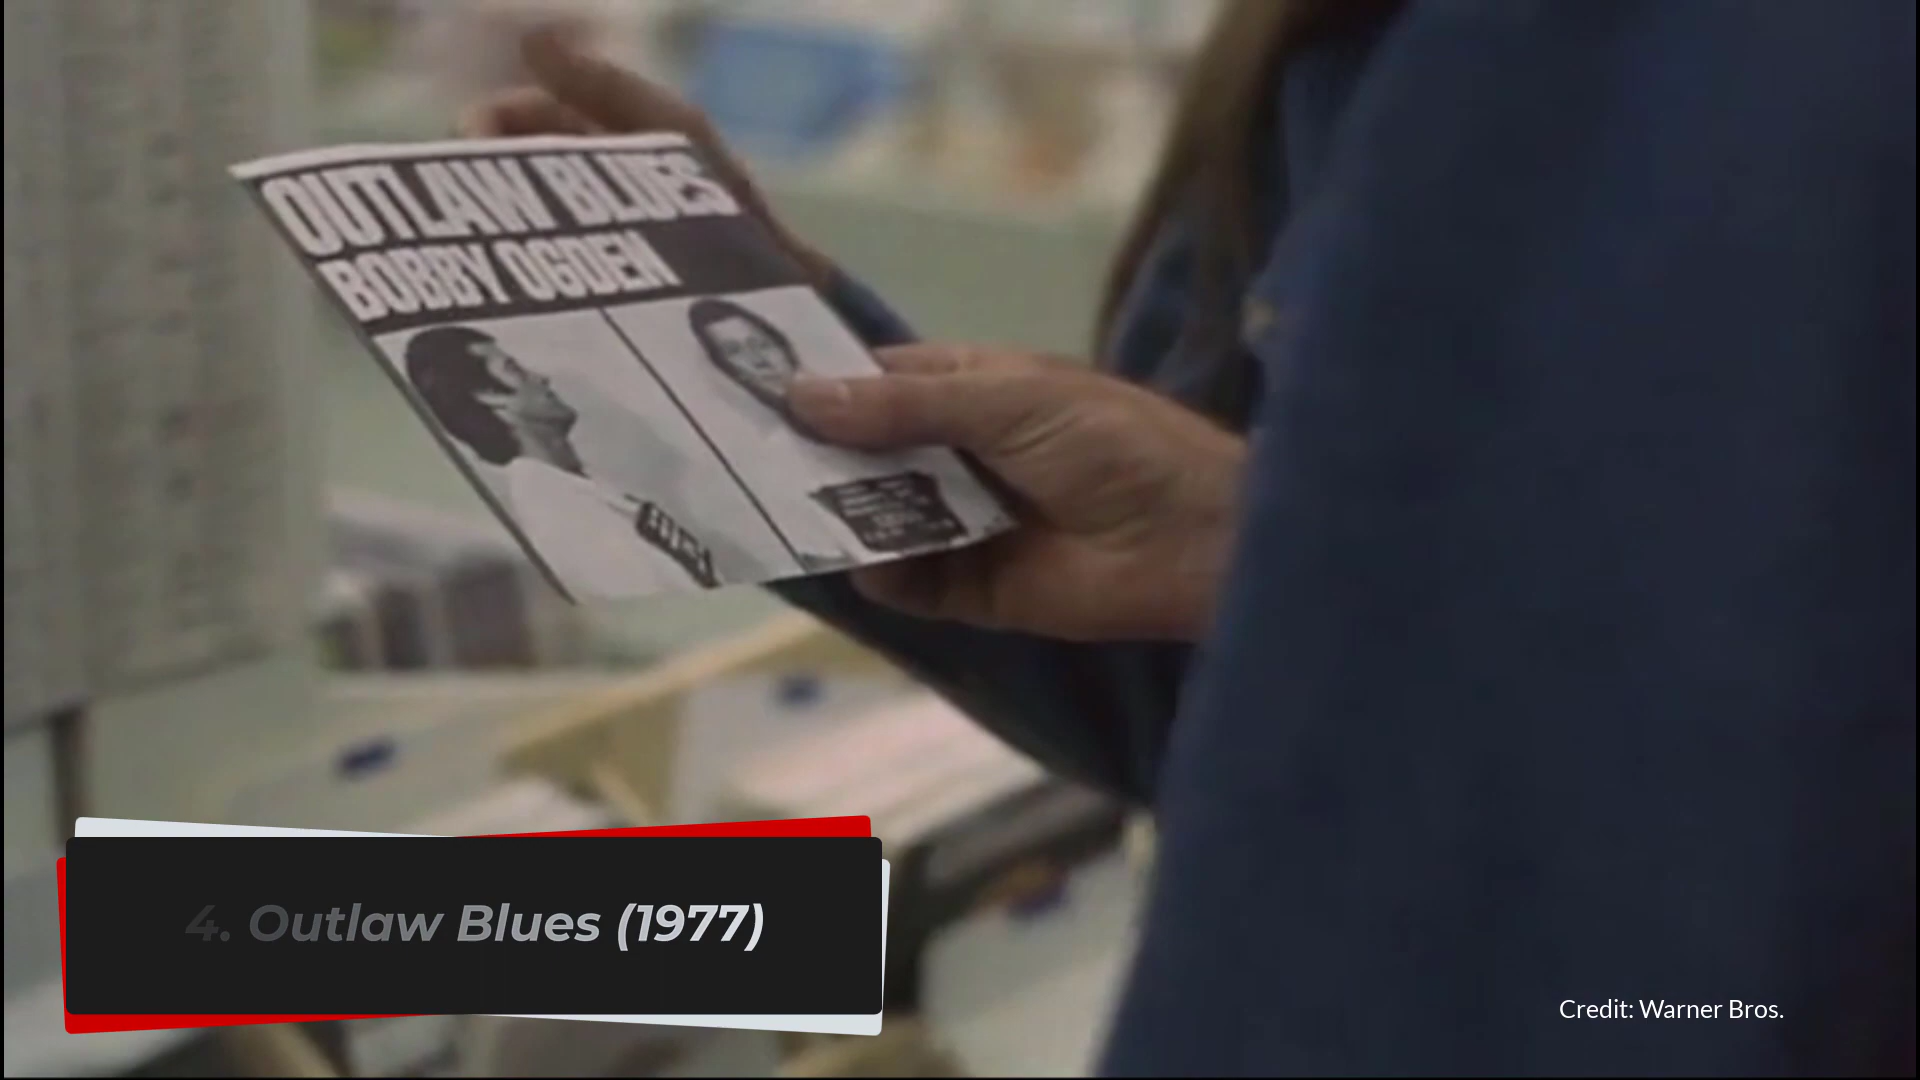 OUTLAW BLUES
BOBBY OGDEN
4. Outlaw Blues (1977)
Credit: Warner Bros.